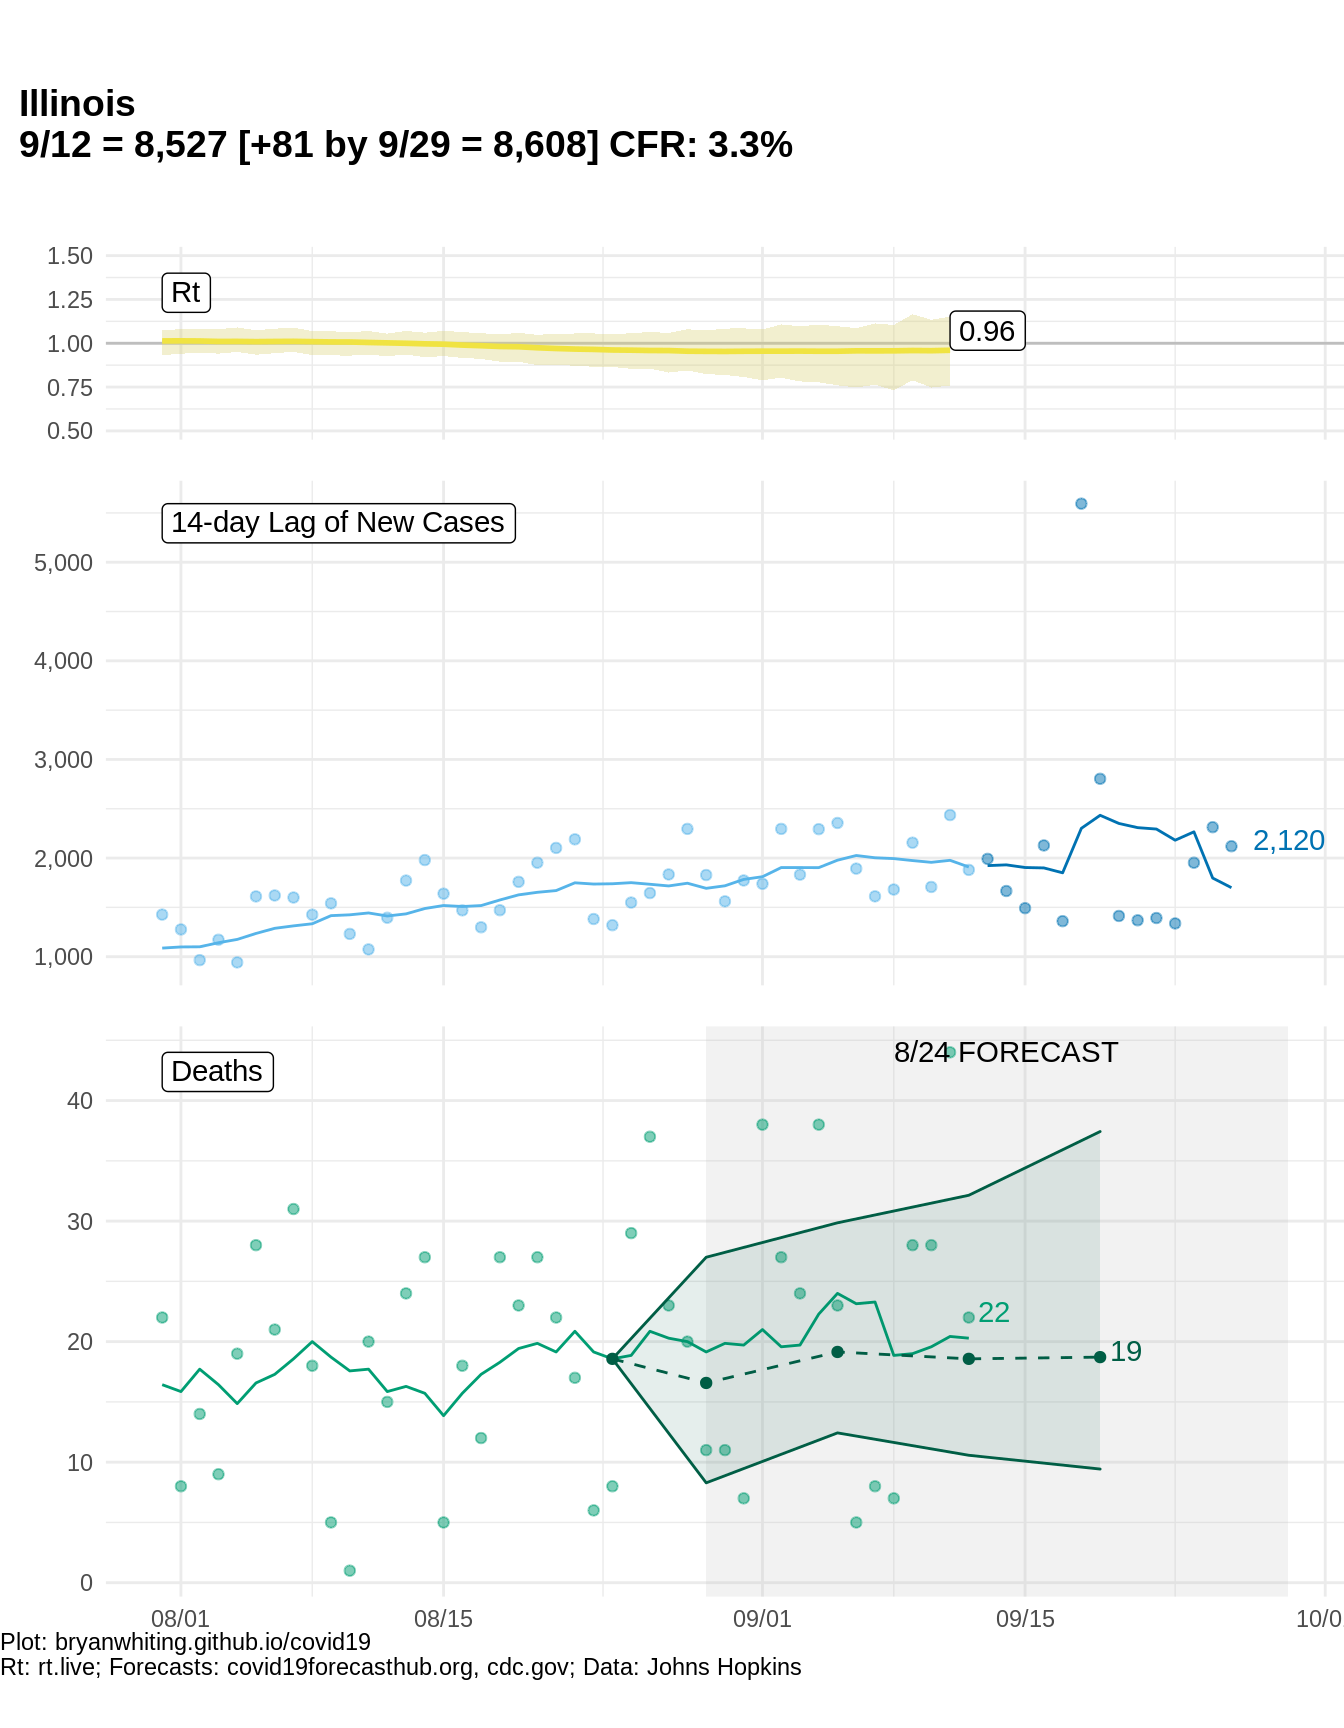 Illinois
9/12 = 8,527 [+81 by 9/29 = 8,608] CFR: 3.3%
1.50
Rt
1.25
0.96
1.00
0.75
0.50
14-day Lag of New Cases
5,000
4,000
3,000
2,120
2,000
1,000
8/24 FORECAST
Deaths
40
30
22
20
19
10
0
08/01 08/15 09/01 09/15 10/0
Plot: bryanwhiting.github.io/covid19
Rt: rt.live; Forecasts: covid19forecasthub.org, cdc.gov; Data: Johns Hopkins